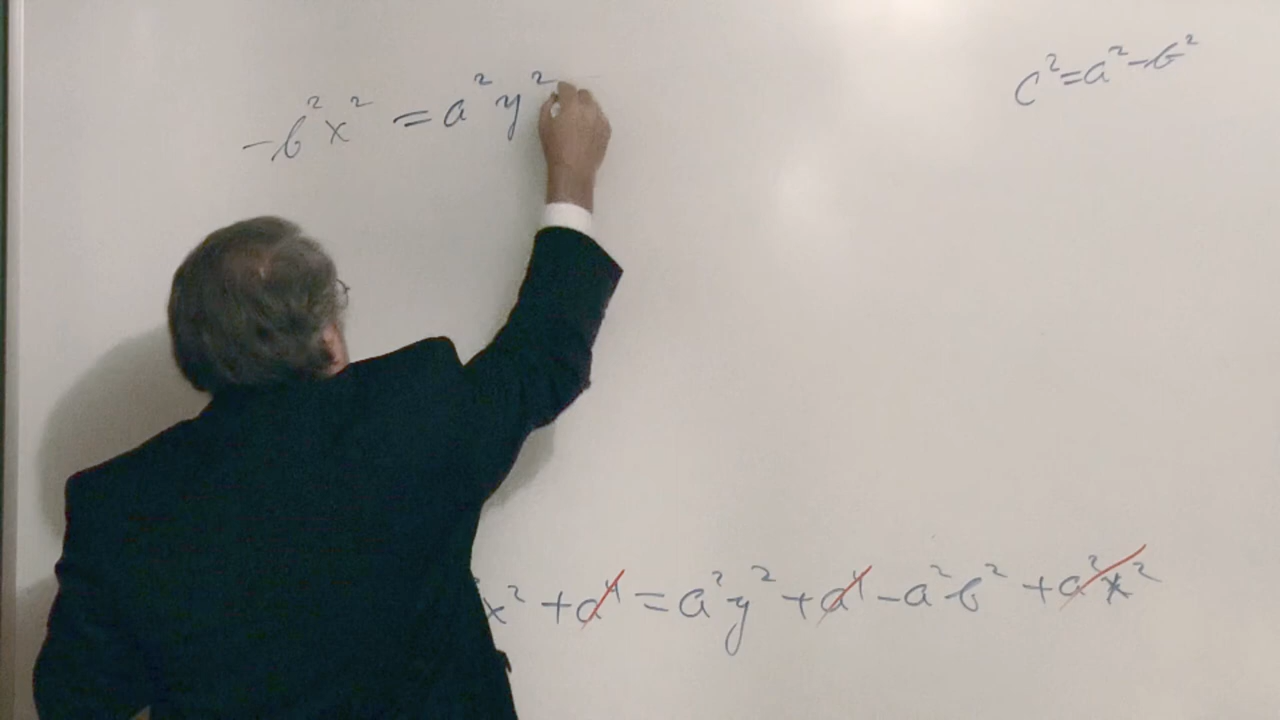 -b²x² = a²y²
c² = a² - b²
x² + a⁴ = a²y² + a⁴ - a²b² + a²x²